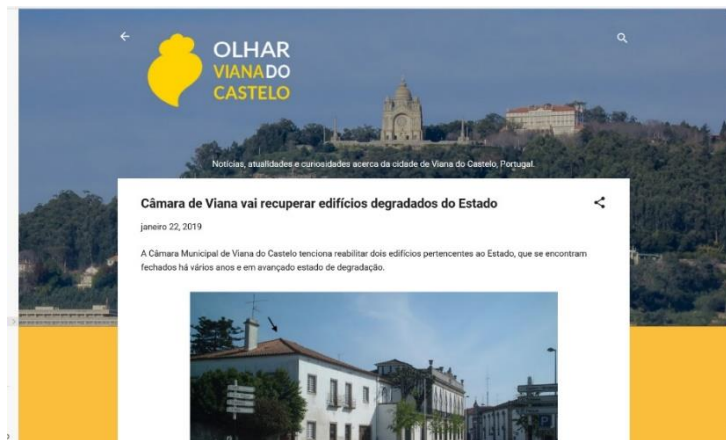 OLHAR
VIANA DO
CASTELO
Notícias, atualidades e curiosidades acerca da cidade de Viana do Castelo, Portugal.
Câmara de Viana vai recuperar edifícios degradados do Estado
janeiro 22, 2019
A Câmara Municipal de Viana do Castelo tenciona reabilitar dois edifícios pertencentes ao Estado, que se encontram
fechados há vários anos e em avançado estado de degradação.